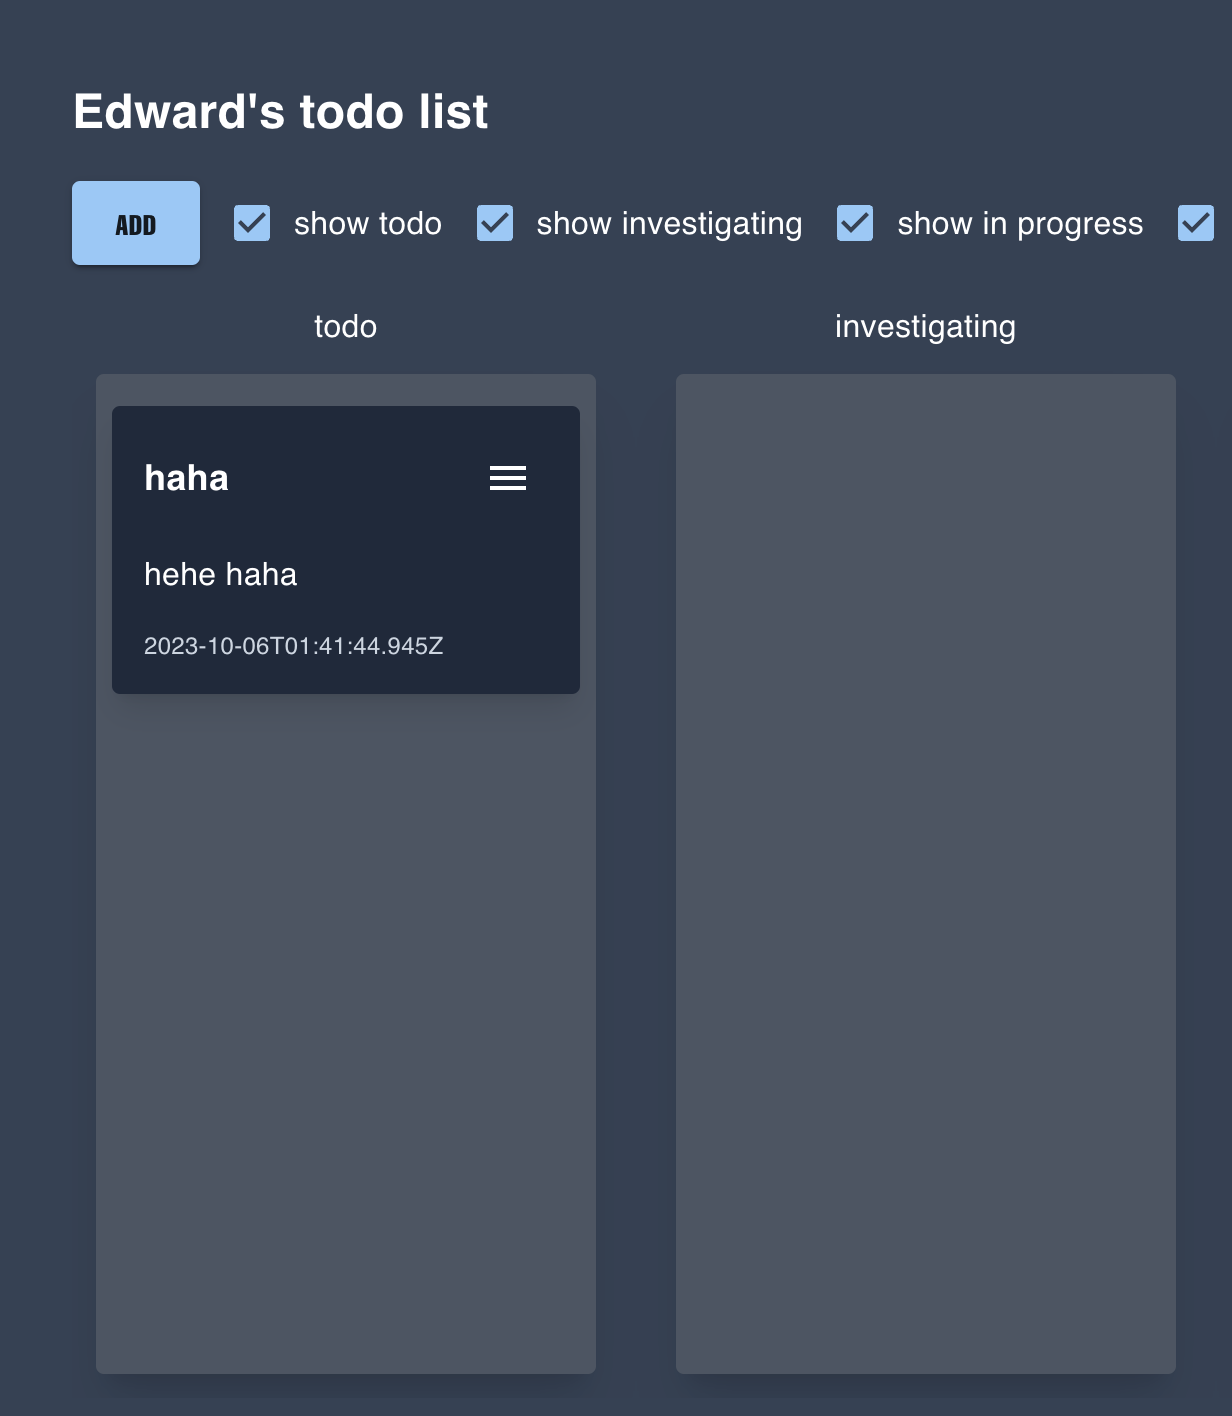 Edward's todo list
ADD show todo show investigating show in progress
todo investigating
haha
hehe haha
2023-10-06T01:41:44.945Z